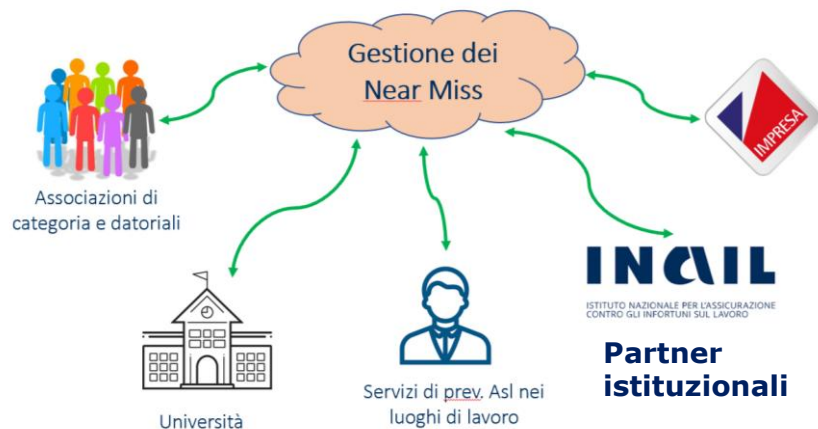 Gestione dei
Near Miss
IMPRESA
Associazioni di
categoria e datoriali
INAIL
ISTITUTO NAZIONALE PER L'ASSICURAZIONE
CONTRO GLI INFORTUNI SUL LAVORO
Partner
istituzionali
Servizi di prev. Asl nei
luoghi di lavoro
Università